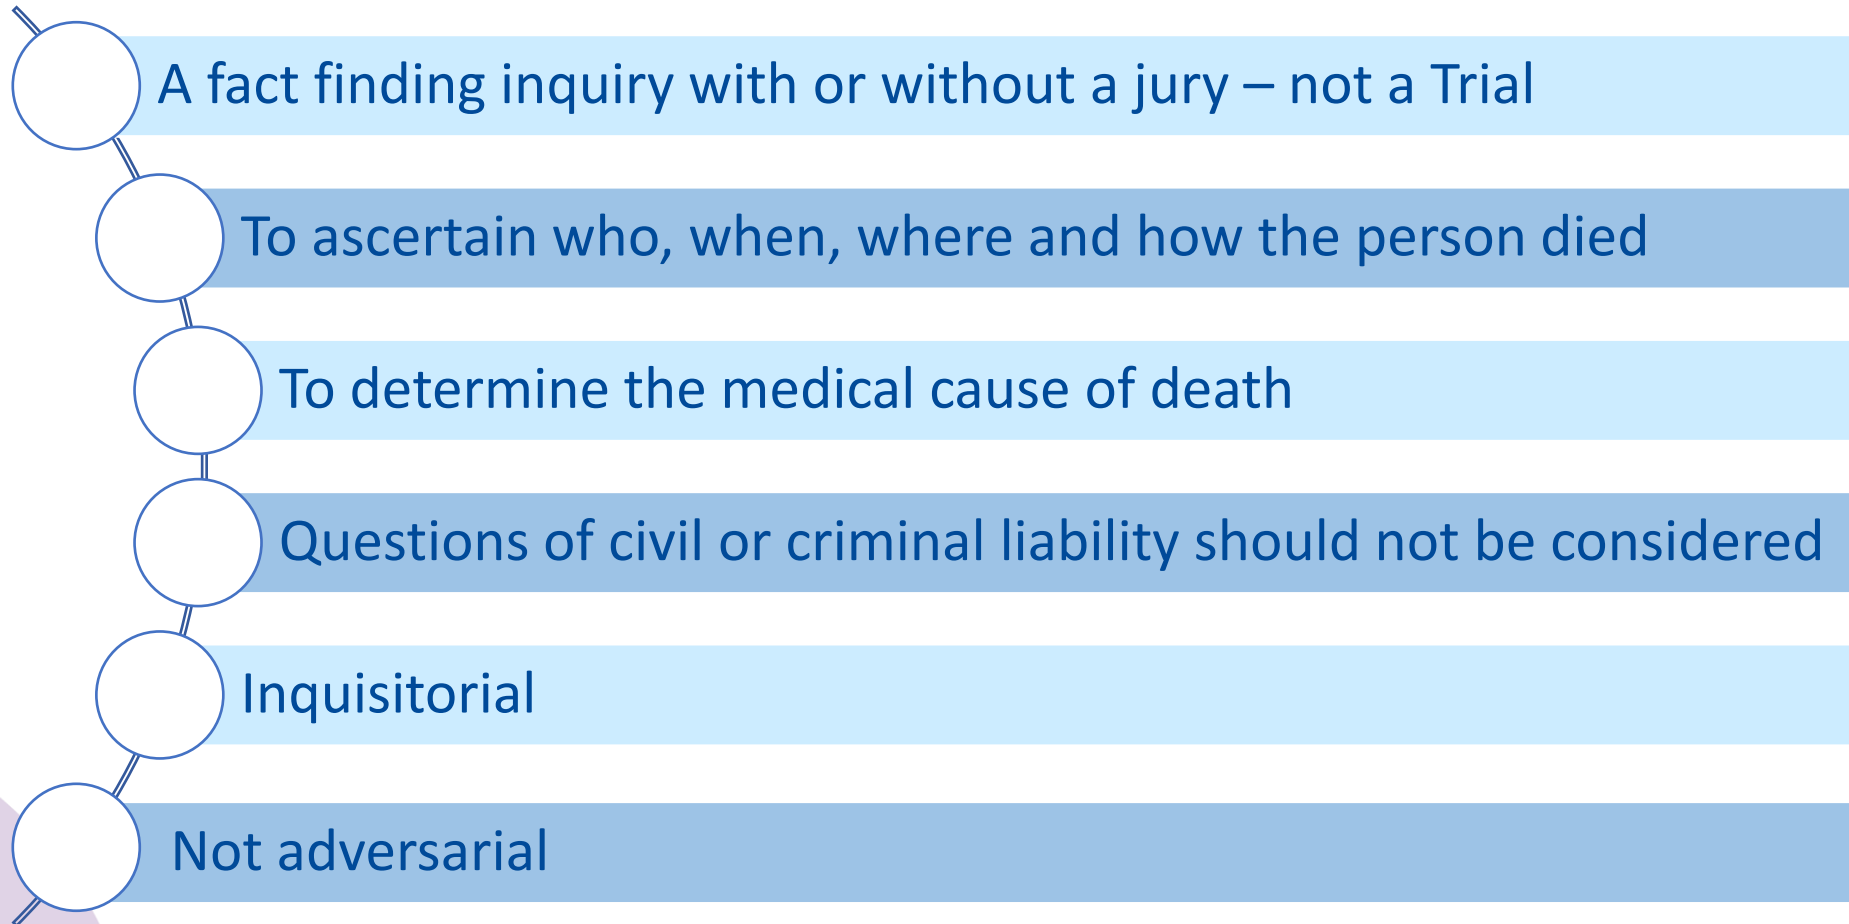 A fact finding inquiry with or without a jury – not a Trial
To ascertain who, when, where and how the person died
To determine the medical cause of death
Questions of civil or criminal liability should not be considered
Inquisitorial
Not adversarial